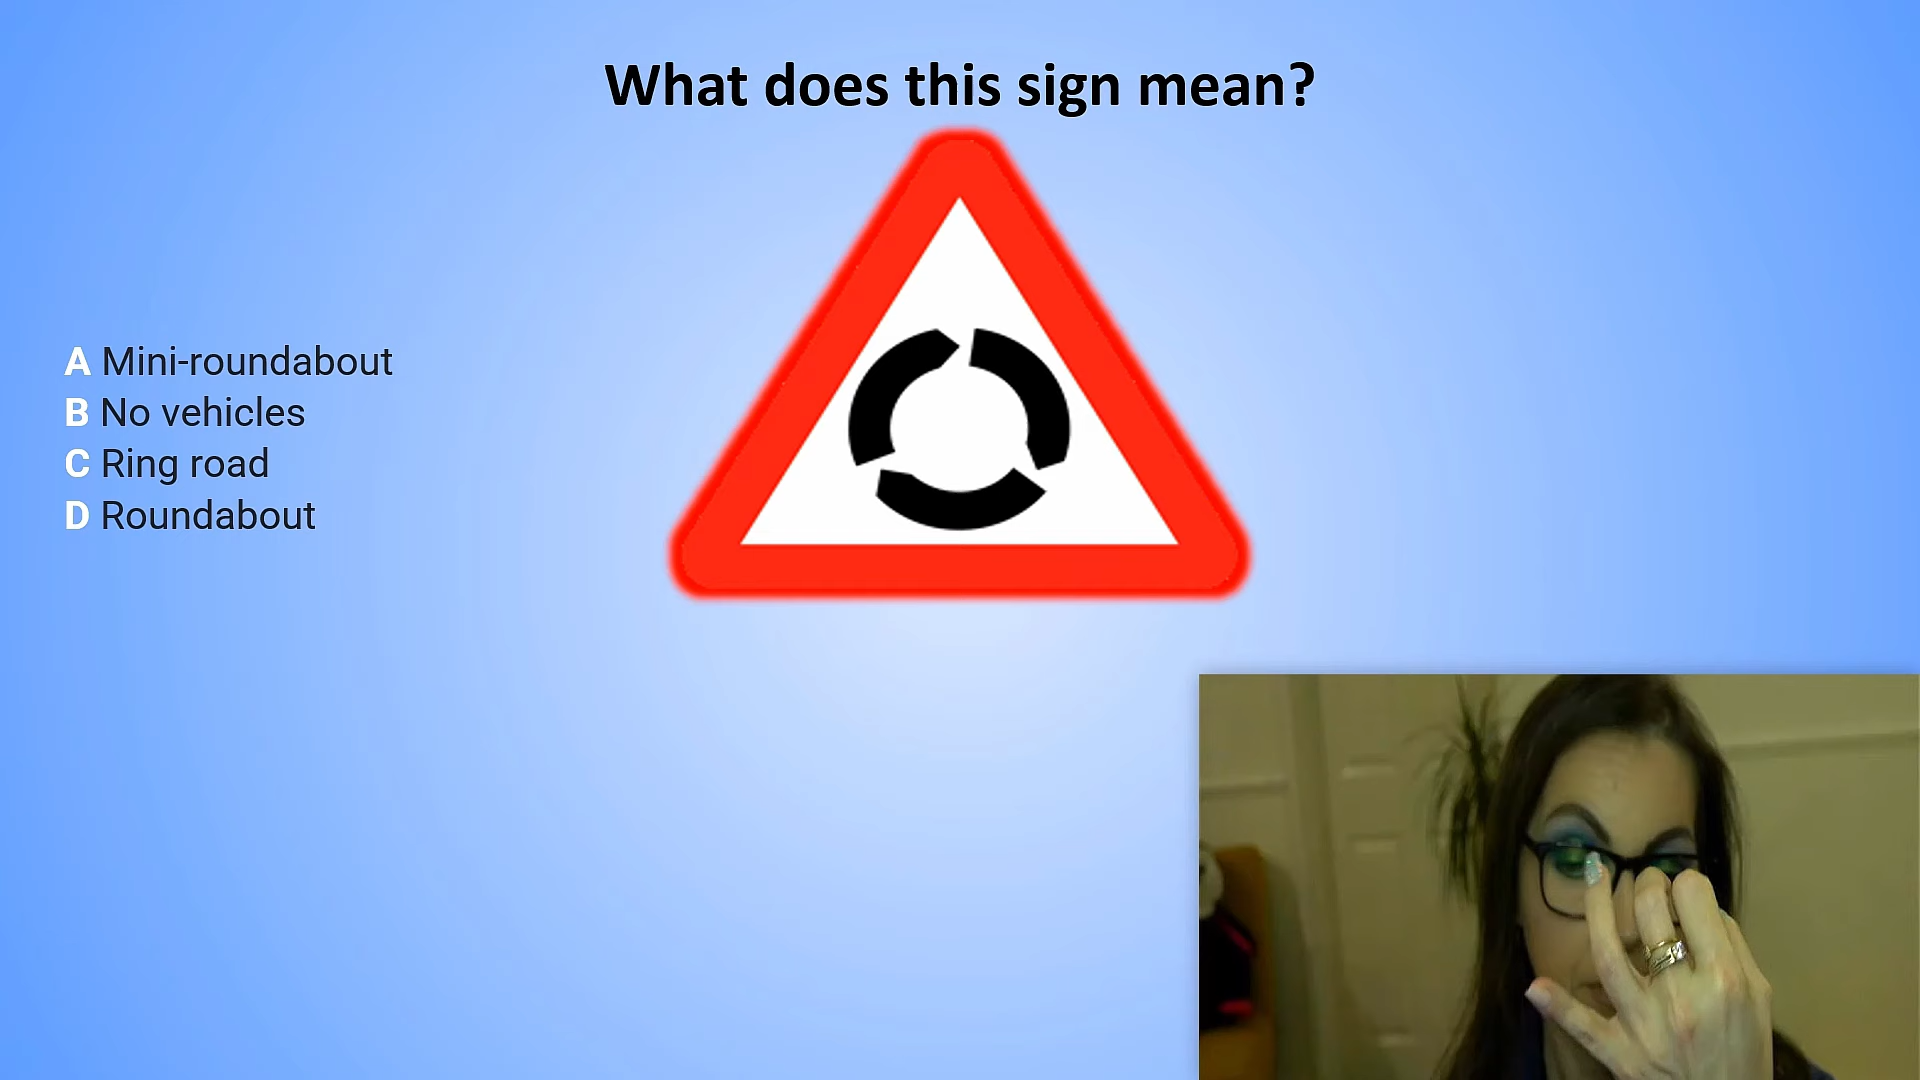 What does this sign mean?
A Mini-roundabout
B No vehicles
C Ring road
D Roundabout